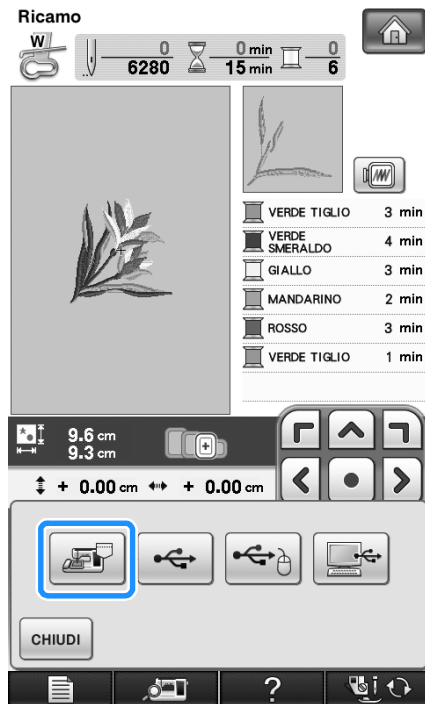 Ricamo
W
0 0 min 0
6280 15 min 6
VERDE TIGLIO 3 min
VERDE
SMERALDO 4 min
GIALLO 3 min
MANDARINO 2 min
ROSSO 3 min
VERDE TIGLIO 1 min
9.6 cm
9.3 cm
+ 0.00 cm + 0.00 cm
CHIUDI
?